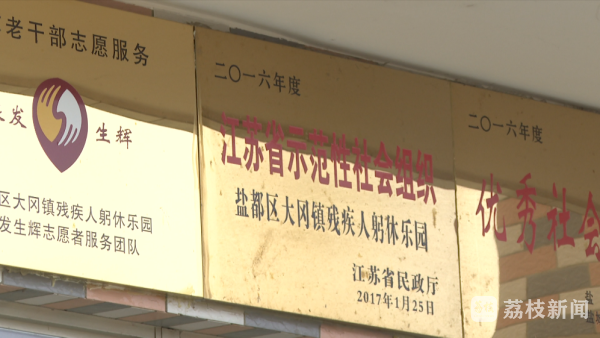 老干部志愿服务
发
生辉
区大冈镇残疾人躬休乐园
发生辉志愿者服务团队
二〇一六年度
江苏省示范性社会组织
盐都区大冈镇残疾人躬休乐园
江苏省民政厅
2017年1月25日
二〇一六年度
优秀社会
盐
荔枝新闻